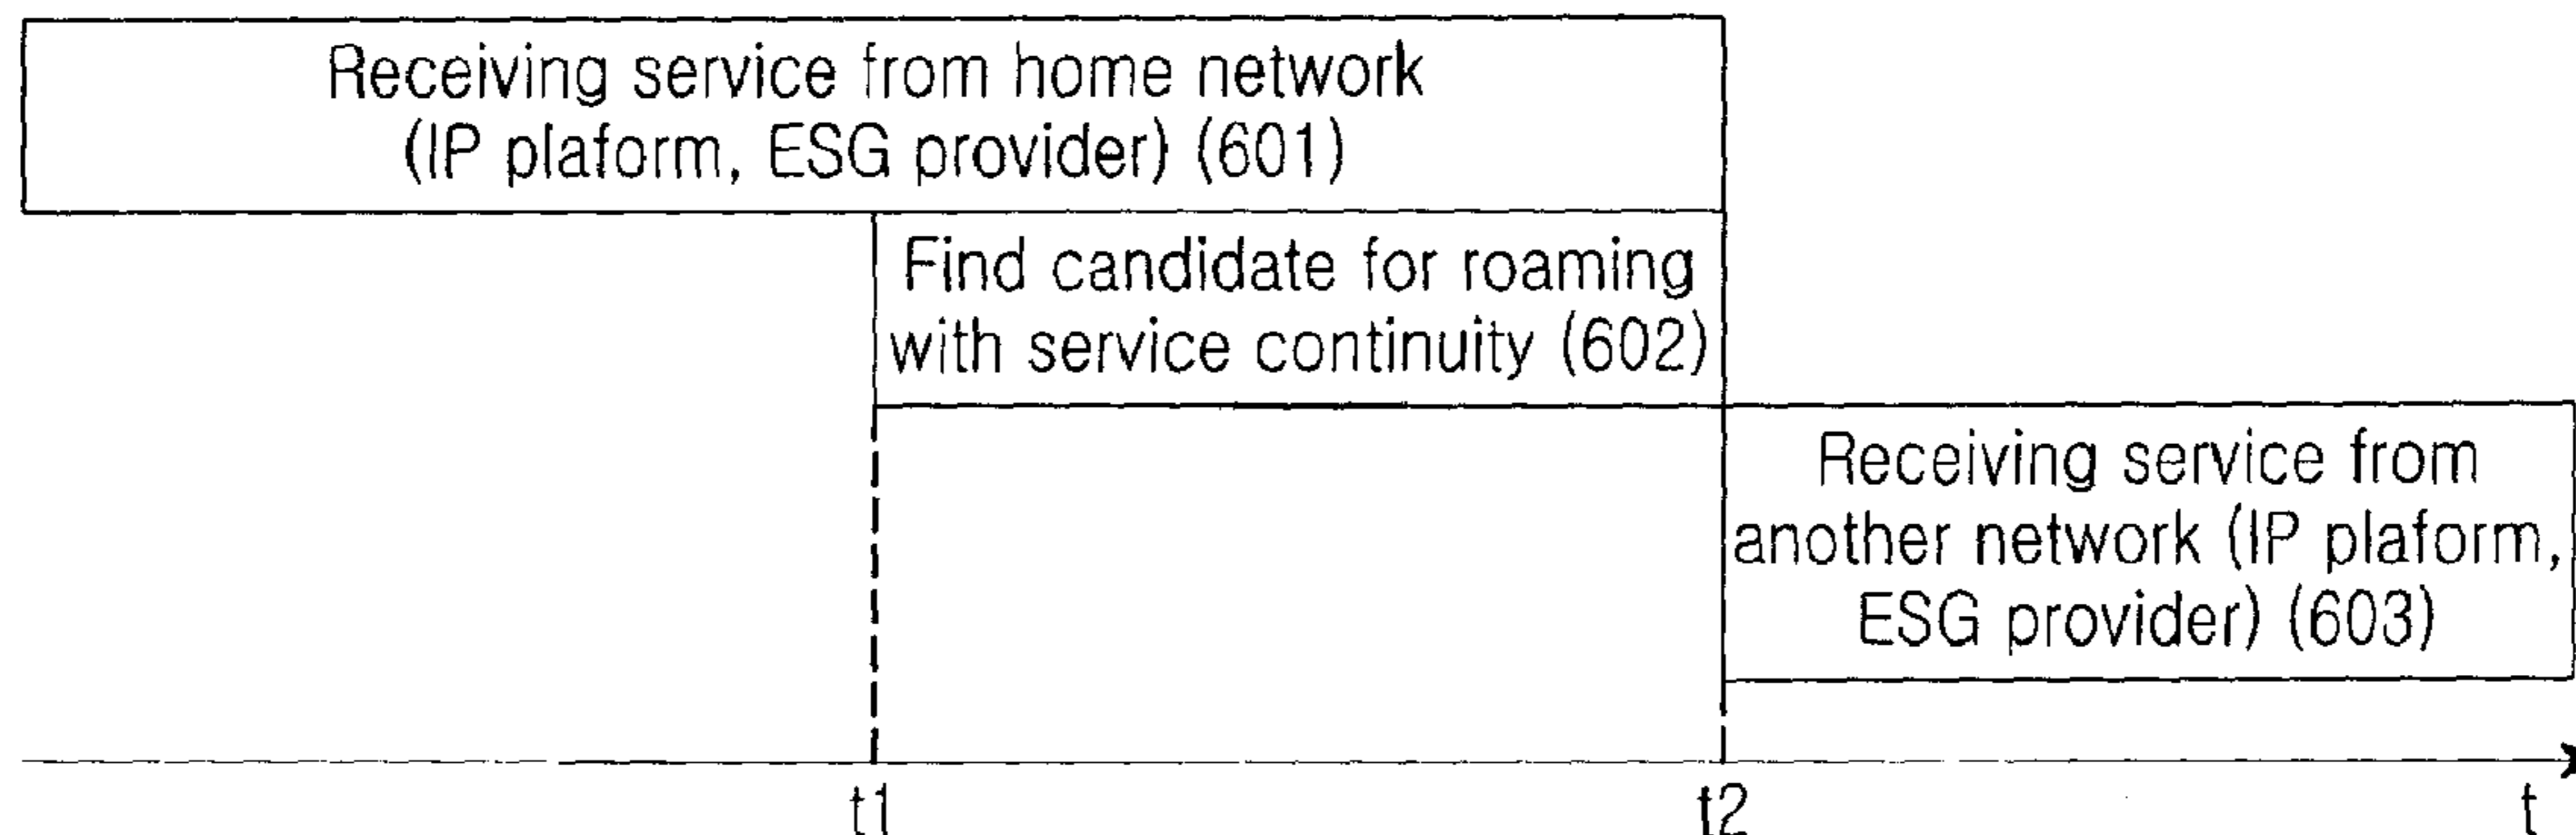 Receiving service from home network
(IP plaform, ESG provider) (601)
Find candidate for roaming
with service continuity (602)
Receiving service from
another network (IP plaform,
ESG provider) (603)
t1
t2
t